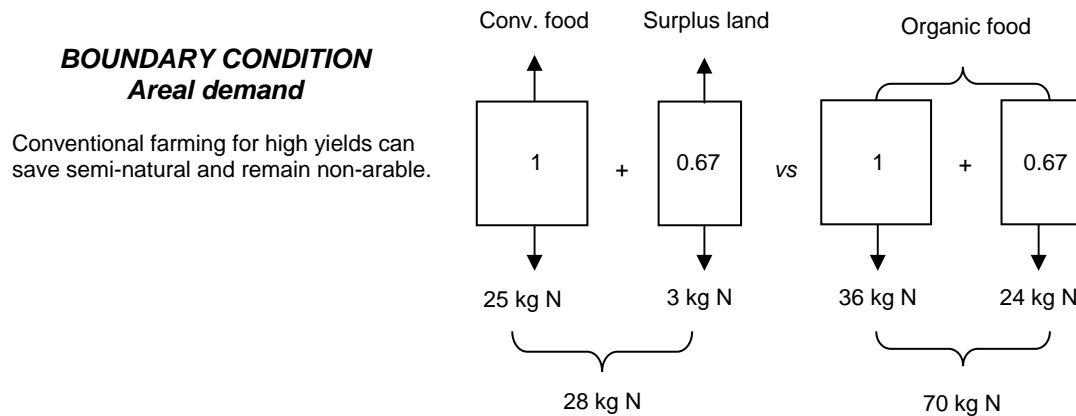 BOUNDARY CONDITION
Areal demand
Conventional farming for high yields can
save semi-natural and remain non-arable.
Conv. food
Surplus land
Organic food
1
+
0.67
vs
1
+
0.67
25 kg N
3 kg N
36 kg N
24 kg N
28 kg N
70 kg N